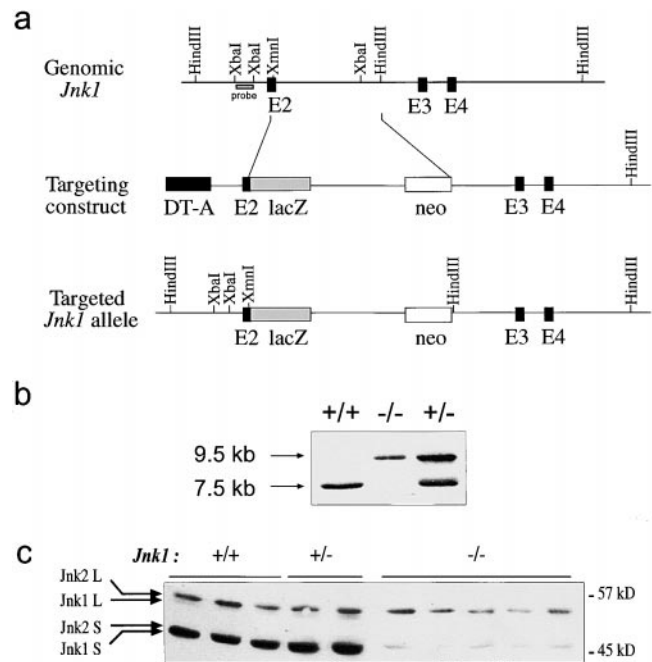 a
HindIII XbaI XbaI XmnI XbaI HindIII HindIII
Genomic
Jnk1
probe
E2 E3 E4
HindIII
Targeting
construct
DT-A E2 lacZ neo E3 E4
HindIII XbaI XbaI XmnI HindIII HindIII
Targeted
Jnk1 allele
E2 lacZ neo E3 E4
b
+/+ -/- +/-
9.5 kb
7.5 kb
c
Jnk1 : +/+ +/- -/-
Jnk2 L
Jnk1 L
Jnk2 S
Jnk1 S
- 57 kD
- 45 kD